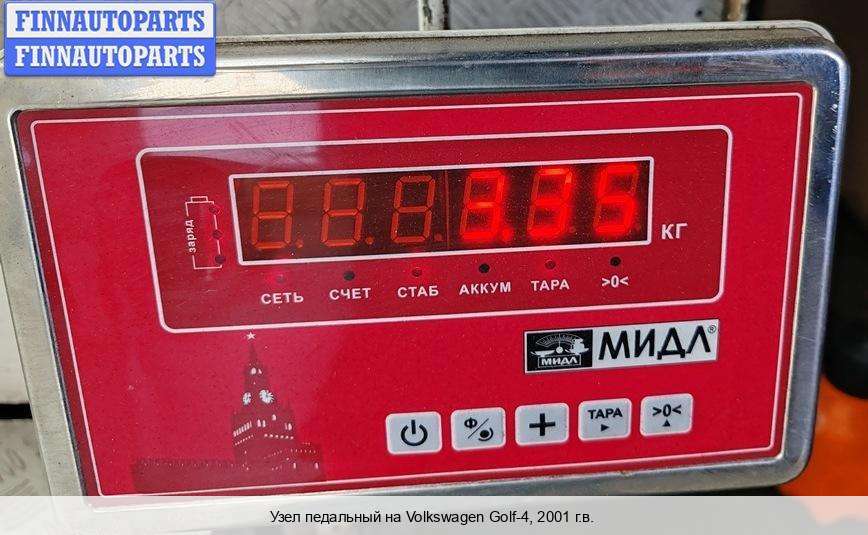 FINNAUTOPARTS
FINNAUTOPARTS
заряд
3.35
КГ
СЕТЬ СЧЕТ СТАБ АККУМ ТАРА >0<
МИДЛ МИДЛ®
Ф/ + ТАРА >0<
Узел педальный на Volkswagen Golf-4, 2001 г.в.